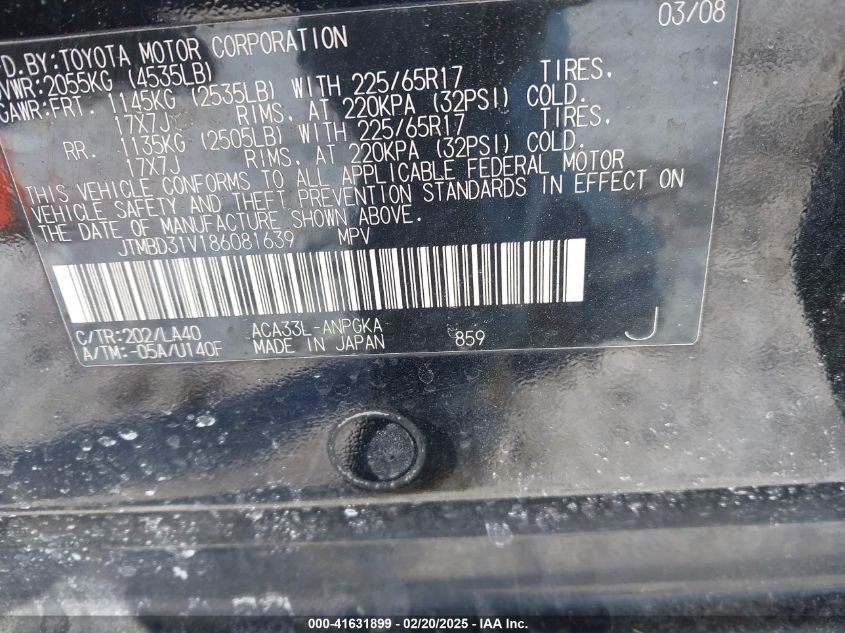 03/08
D.BY:TOYOTA MOTOR CORPORATION
VWR:2055KG (4535LB)
GAWR:FRT. 1145KG (2535LB) WITH 225/65R17 TIRES,
17X7J RIMS, AT 220KPA (32PSI) COLD.
RR. 1135KG (2505LB) WITH 225/65R17 TIRES,
17X7J RIMS, AT 220KPA (32PSI) COLD.
THIS VEHICLE CONFORMS TO ALL APPLICABLE FEDERAL MOTOR
VEHICLE SAFETY AND THEFT PREVENTION STANDARDS IN EFFECT ON
THE DATE OF MANUFACTURE SHOWN ABOVE.
JTMBD31V186081639 MPV
C/TR:202/LA40 ACA33L-ANPGKA
A/TM:-05A/U140F MADE IN JAPAN 859 J
000-41631899 - 02/20/2025 - IAA Inc.